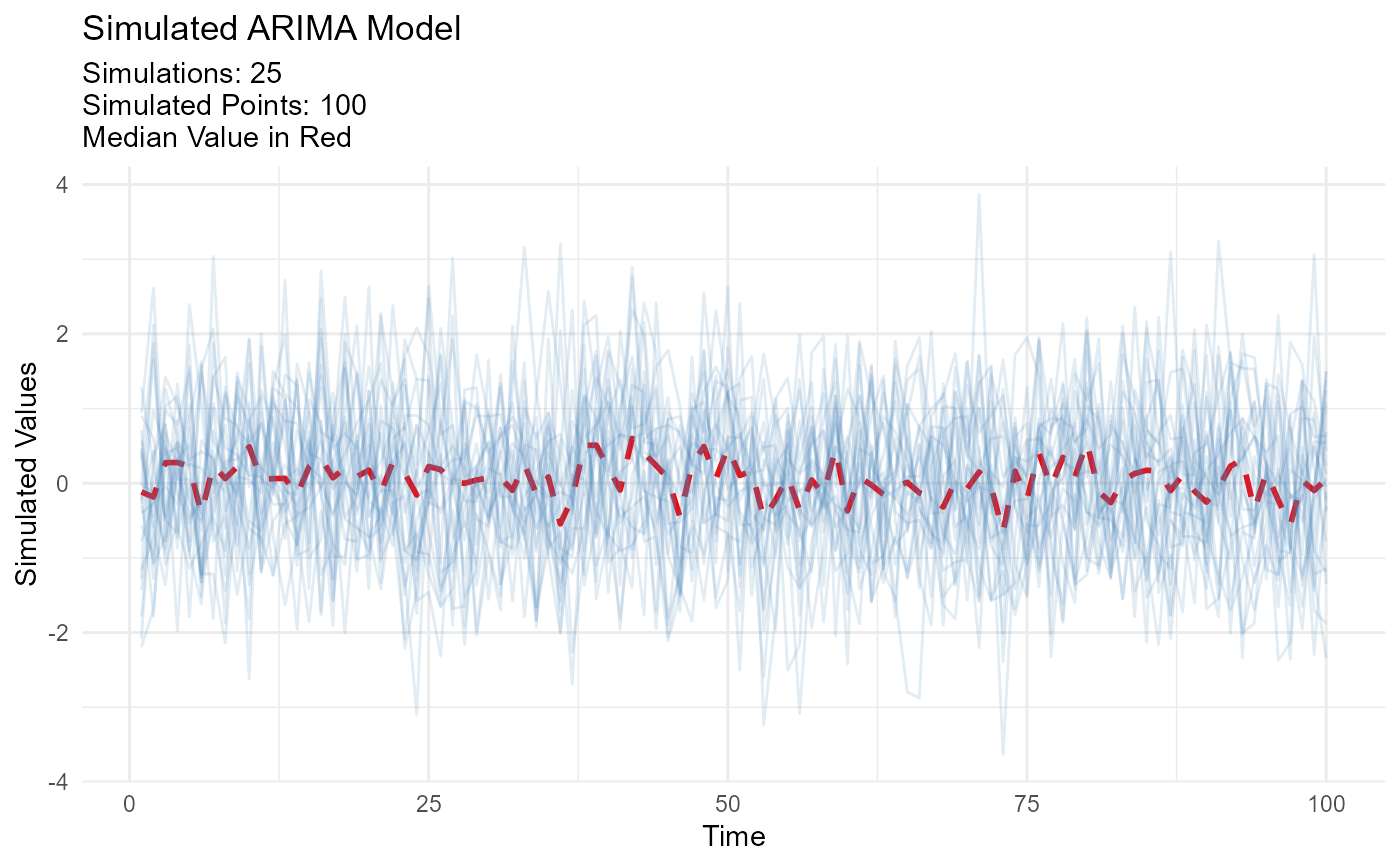 Simulated ARIMA Model
Simulations: 25
Simulated Points: 100
Median Value in Red
4
2
0
-2
-4
Simulated Values
0 25 50 75 100
Time